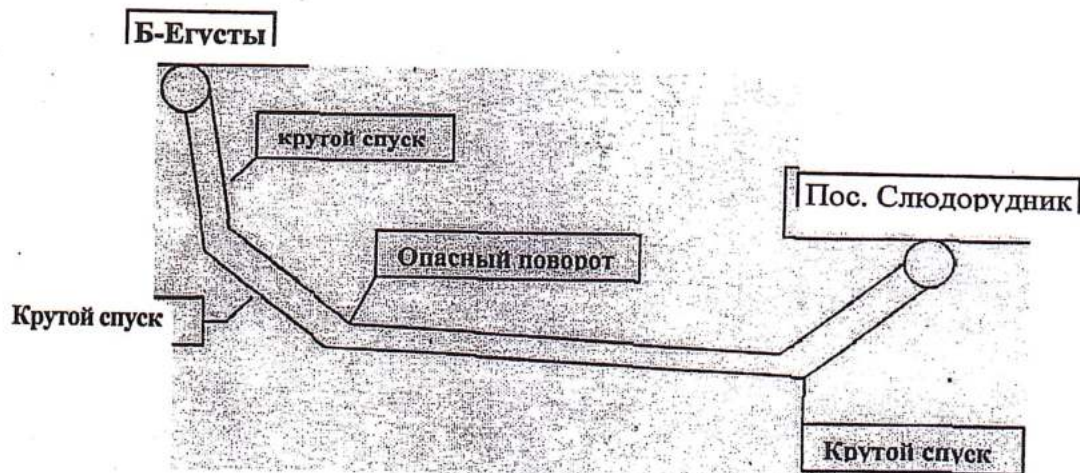 Б-Егусты
крутой спуск
Пос. Слюдорудник
Опасный поворот
Крутой спуск
Крутой спуск